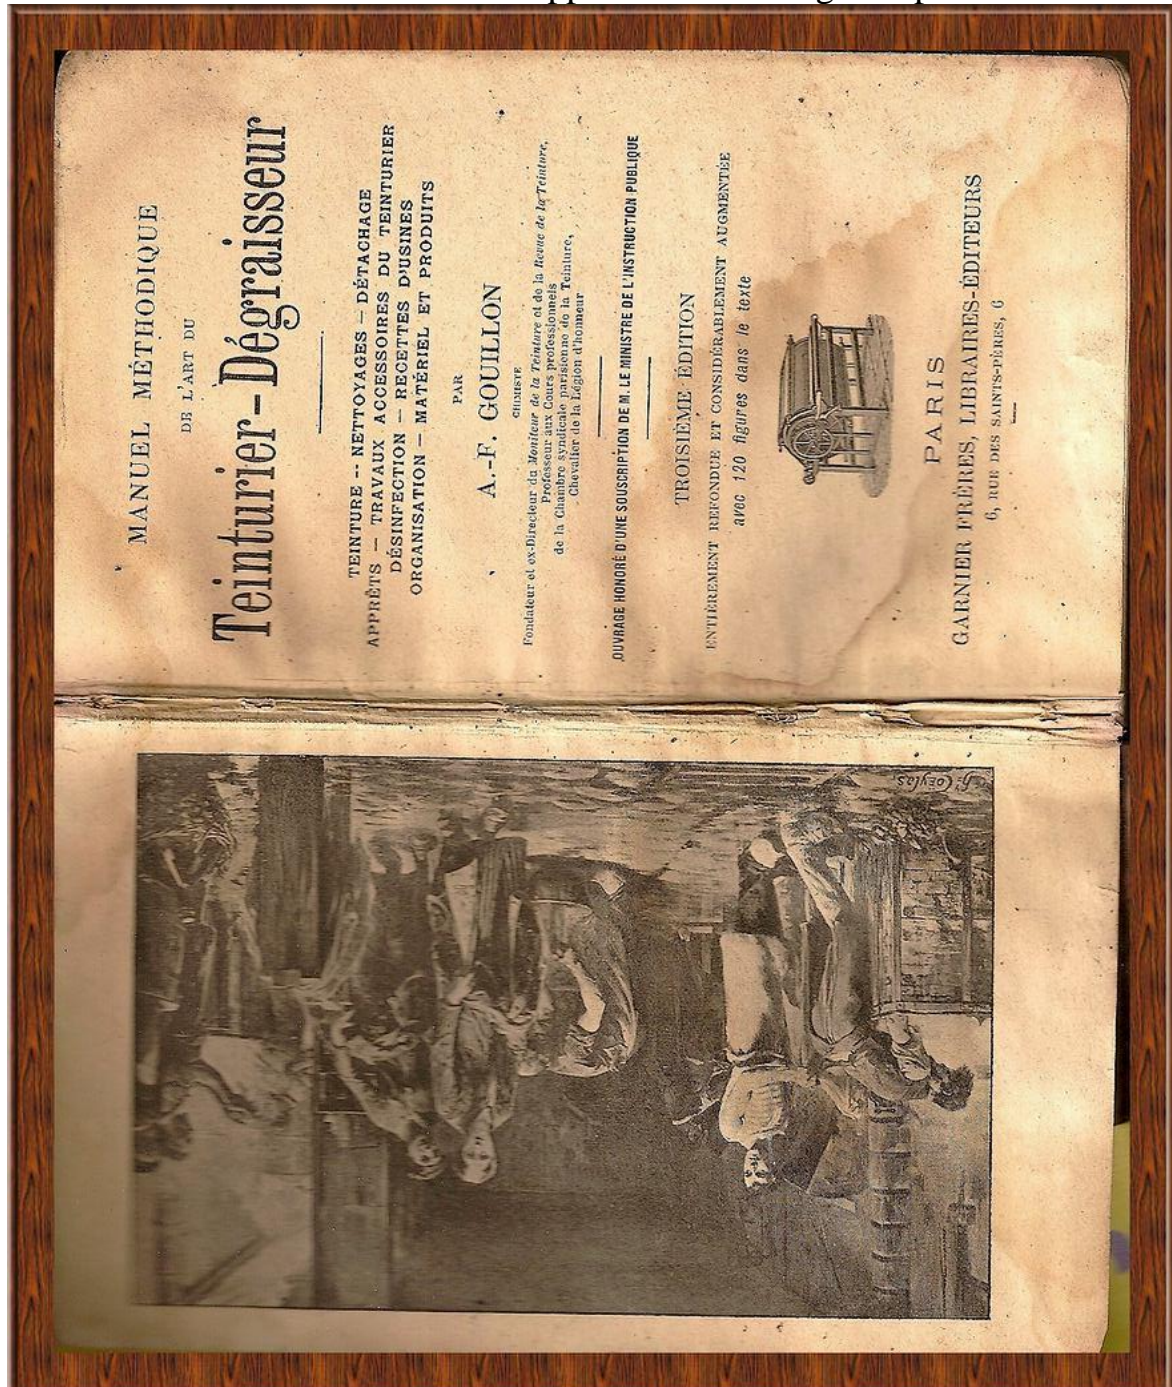 MANUEL MÉTHODIQUE
DE L'ART DU
Teinturier-Dégraisseur
TEINTURE -- NETTOYAGES — DÉTACHAGE
APPRÊTS — TRAVAUX ACCESSOIRES DU TEINTURIER
DÉSINFECTION — RECETTES D'USINES
ORGANISATION — MATÉRIEL ET PRODUITS
PAR
A.-F. GOUILLON
CHIMISTE
Fondateur et ex-Directeur du Moniteur de la Teinture et de la Revue de la Teinture,
Professeur aux Cours professionnels
de la Chambre syndicale parisienne de la Teinture,
Chevalier de la Légion d'honneur
OUVRAGE HONORÉ D'UNE SOUSCRIPTION DE M. LE MINISTRE DE L'INSTRUCTION PUBLIQUE
TROISIÈME ÉDITION
ENTIÈREMENT REFONDUE ET CONSIDÉRABLEMENT AUGMENTÉE
avec 120 figures dans le texte
PARIS
GARNIER FRÈRES, LIBRAIRES-ÉDITEURS
6, RUE DES SAINTS-PÈRES, 6
COEYLAS